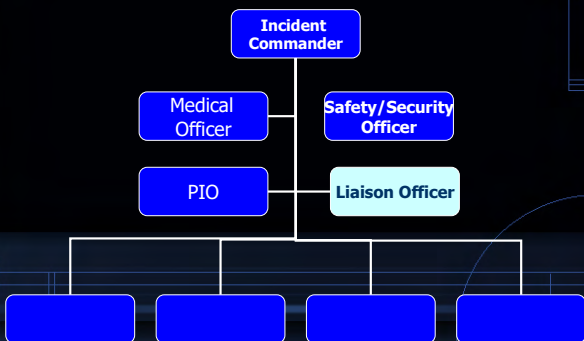 Incident
Commander
Medical
Officer
Safety/Security
Officer
PIO
Liaison Officer